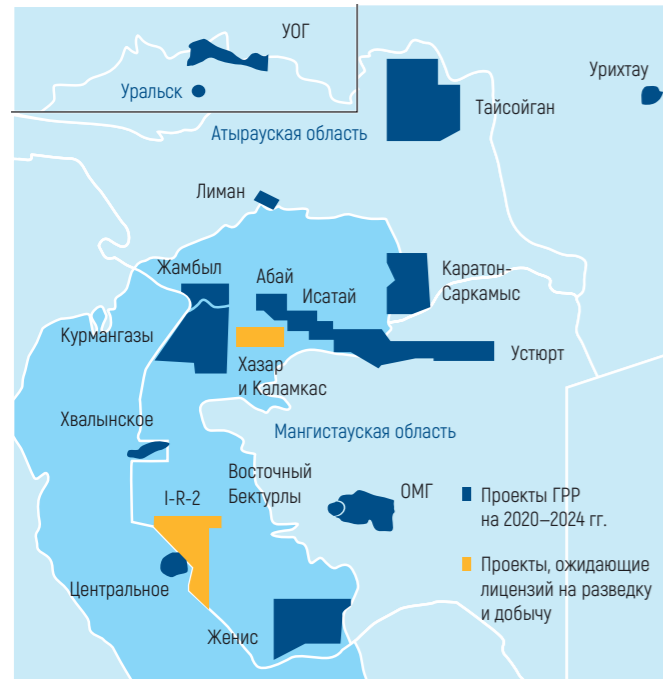 УОГ
Уральск
Урихтау
Тайсойган
Атырауская область
Лиман
Жамбыл
Абай
Исатай
Каратон-
Саркамыс
Курмангазы
Хазар
и Каламкас
Устюрт
Хвалынское
Мангистауская область
I-R-2
Восточный
Бектурлы
ОМГ
Центральное
Женис
Проекты ГРР
на 2020–2024 гг.
Проекты, ожидающие
лицензий на разведку
и добычу